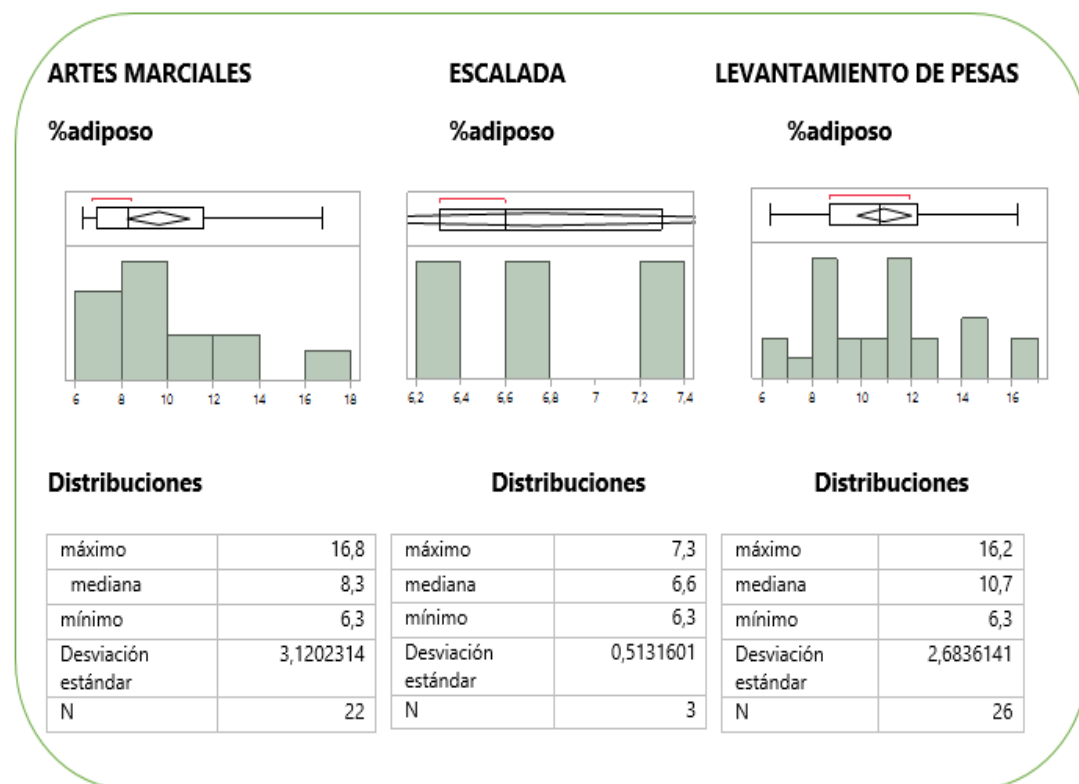 ARTES MARCIALES ESCALADA LEVANTAMIENTO DE PESAS
%adiposo %adiposo %adiposo
6 8 10 12 14 16 18
6,2 6,4 6,6 6,8 7 7,2 7,4
6 8 10 12 14 16
Distribuciones Distribuciones Distribuciones
máximo 16,8
mediana 8,3
mínimo 6,3
Desviación 3,1202314
estándar
N 22
máximo 7,3
mediana 6,6
mínimo 6,3
Desviación 0,5131601
estándar
N 3
máximo 16,2
mediana 10,7
mínimo 6,3
Desviación 2,6836141
estándar
N 26